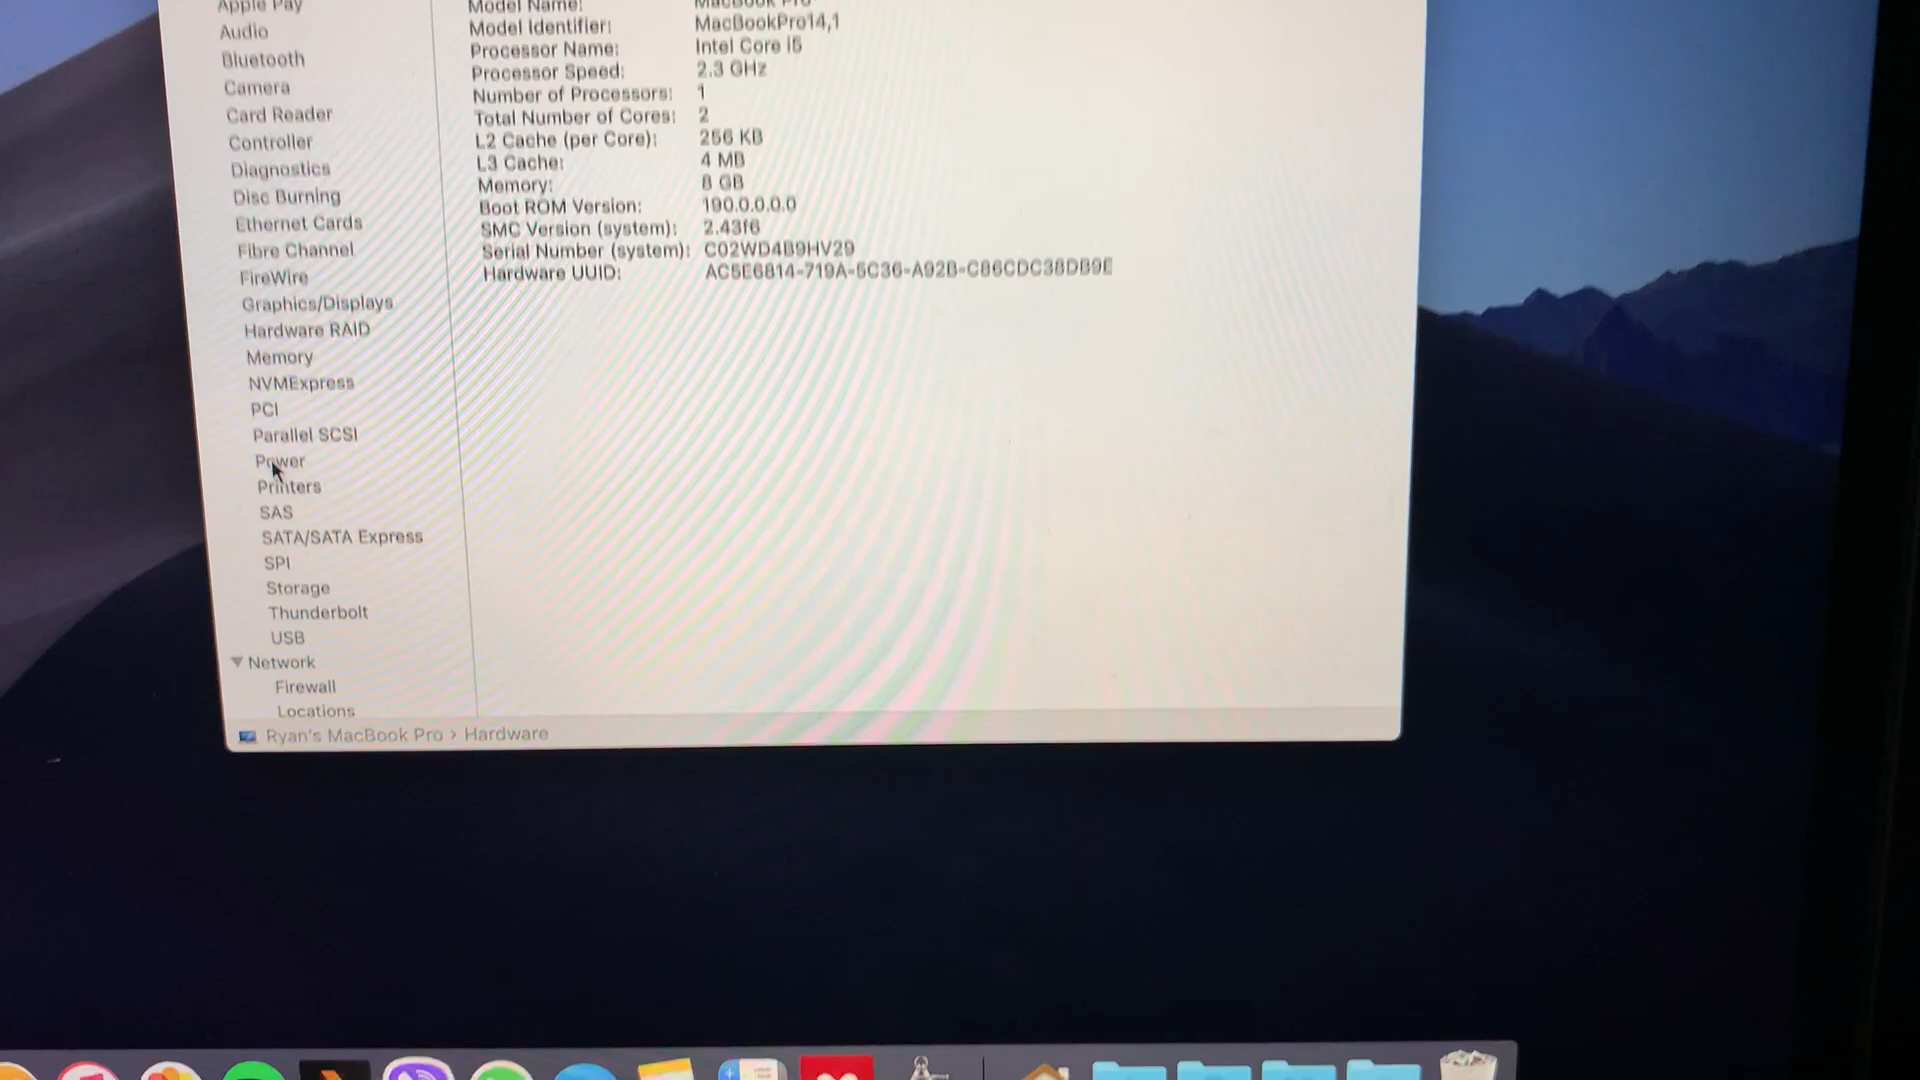 Apple Pay
Audio
Bluetooth
Camera
Card Reader
Controller
Diagnostics
Disc Burning
Ethernet Cards
Fibre Channel
FireWire
Graphics/Displays
Hardware RAID
Memory
NVMExpress
PCI
Parallel SCSI
Power
Printers
SAS
SATA/SATA Express
SPI
Storage
Thunderbolt
USB
Network
Firewall
Locations
Model Name: MacBook Pro
Model Identifier: MacBookPro14,1
Processor Name: Intel Core i5
Processor Speed: 2.3 GHz
Number of Processors: 1
Total Number of Cores: 2
L2 Cache (per Core): 256 KB
L3 Cache: 4 MB
Memory: 8 GB
Boot ROM Version: 190.0.0.0.0
SMC Version (system): 2.43f6
Serial Number (system): C02WD4B9HV29
Hardware UUID: AC5E6814-719A-5C36-A92B-C86CDC38DB9E
Ryan's MacBook Pro › Hardware